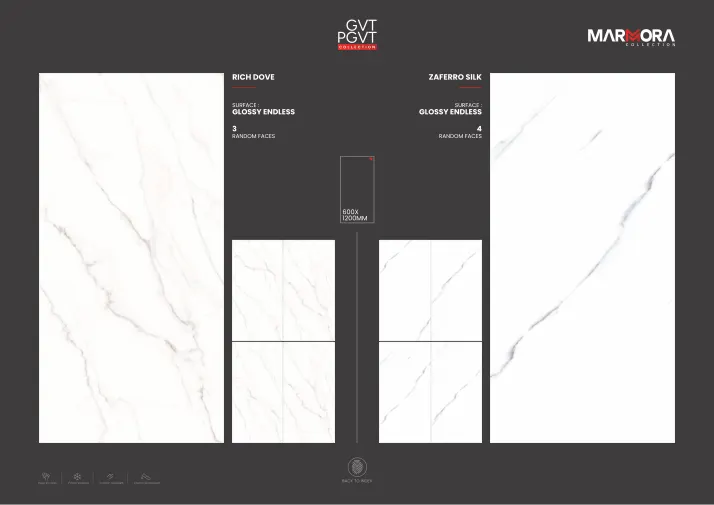 GVT
PGVT
COLLECTION
MARMORA
COLLECTION
RICH DOVE
SURFACE :
GLOSSY ENDLESS
3
RANDOM FACES
ZAFERRO SILK
SURFACE :
GLOSSY ENDLESS
4
RANDOM FACES
600X
1200MM
BACK TO INDEX